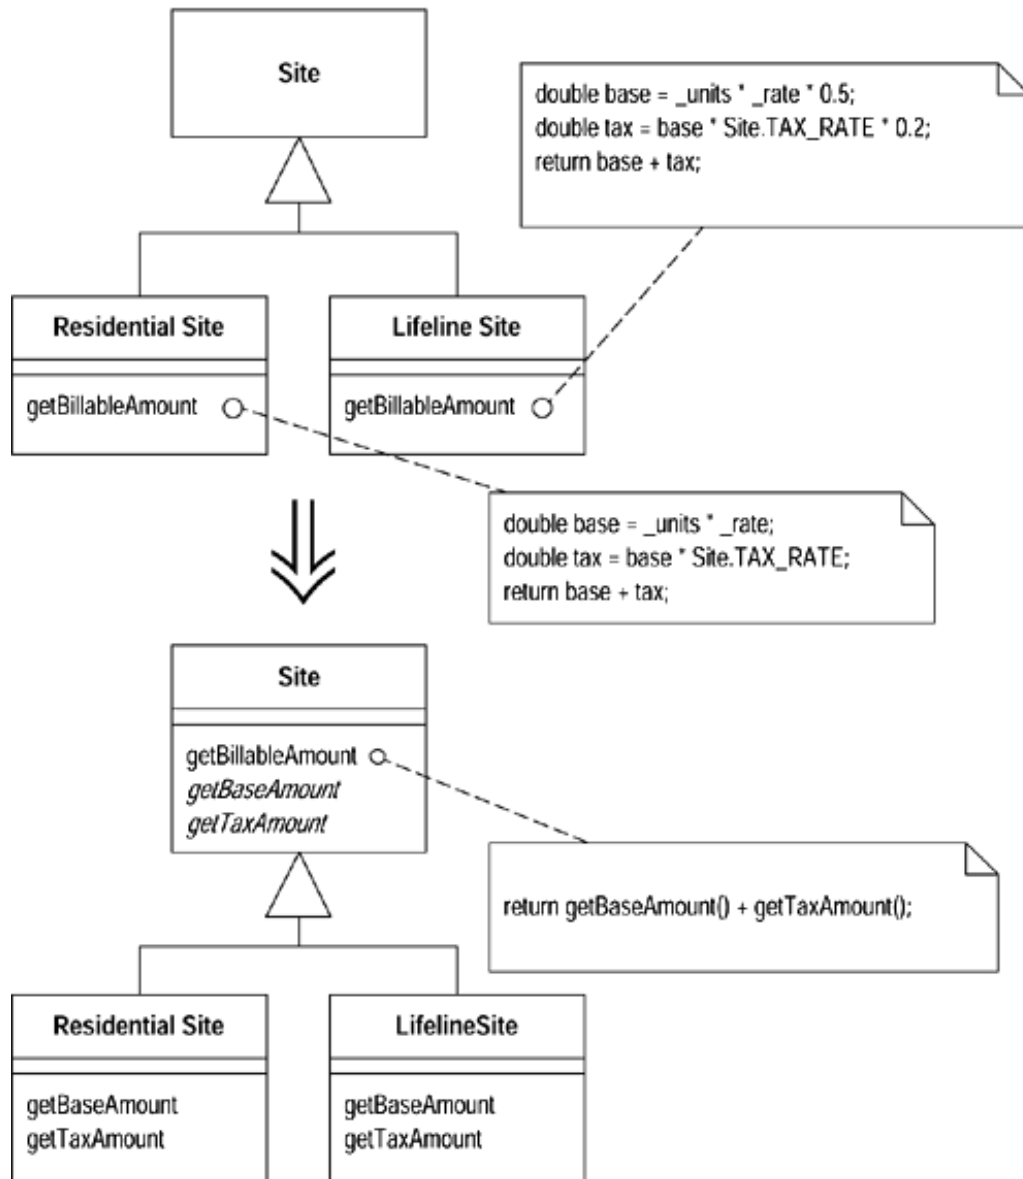 Site
double base = _units * _rate * 0.5;
double tax = base * Site.TAX_RATE * 0.2;
return base + tax;
Residential Site
getBillableAmount
Lifeline Site
getBillableAmount
double base = _units * _rate;
double tax = base * Site.TAX_RATE;
return base + tax;
Site
getBillableAmount
getBaseAmount
getTaxAmount
return getBaseAmount() + getTaxAmount();
Residential Site
getBaseAmount
getTaxAmount
LifelineSite
getBaseAmount
getTaxAmount